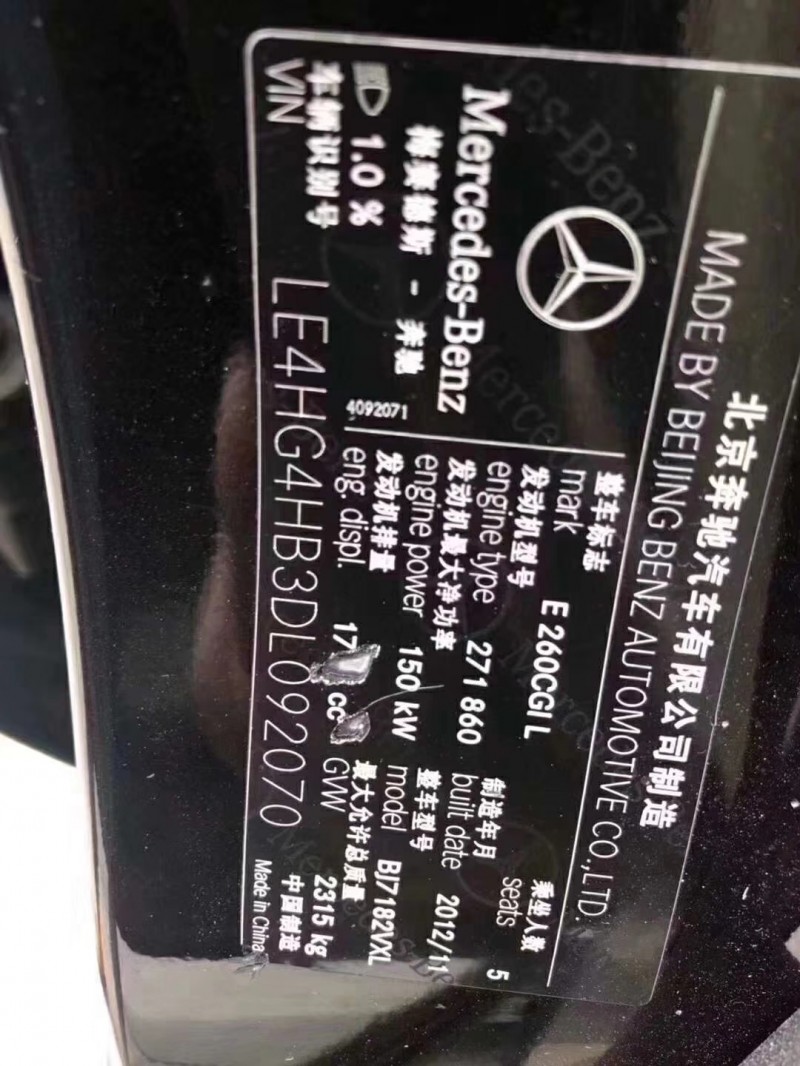 北京奔驰汽车有限公司制造
MADE BY BEIJING BENZ AUTOMOTIVE CO.,LTD.
Mercedes-Benz
梅赛德斯 - 奔驰
1.0 %
4092071
整车标志
mark E 260CGI L
发动机型号
engine type 271 860
发动机最大净功率
engine power 150 kW
发动机排量
eng. displ. 17 cc
乘坐人数
seats 5
制造年月
built date 2012/11
整车型号
model BJ7182VXL
最大允许总质量
GW 2315 kg
车辆识别号
VIN LE4HG4HB3DL092070
中国制造
Made in China